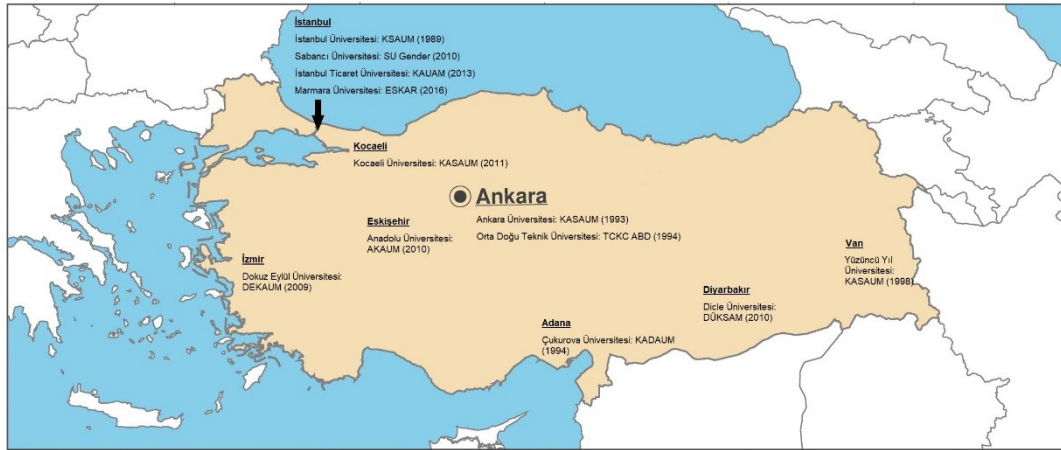 İstanbul
İstanbul Üniversitesi: KSAUM (1989)
Sabancı Üniversitesi: SU Gender (2010)
İstanbul Ticaret Üniversitesi: KAUAM (2013)
Marmara Üniversitesi: ESKAR (2016)
Kocaeli
Kocaeli Üniversitesi: KASAUM (2011)
Ankara
Ankara Üniversitesi: KASAUM (1993)
Orta Doğu Teknik Üniversitesi: TCKC ABD (1994)
Eskişehir
Anadolu Üniversitesi:
AKAUM (2010)
İzmir
Dokuz Eylül Üniversitesi:
DEKAUM (2009)
Van
Yüzüncü Yıl
Üniversitesi:
KASAUM (1998)
Diyarbakır
Dicle Üniversitesi:
DÜKSAM (2010)
Adana
Çukurova Üniversitesi: KADAUM
(1994)